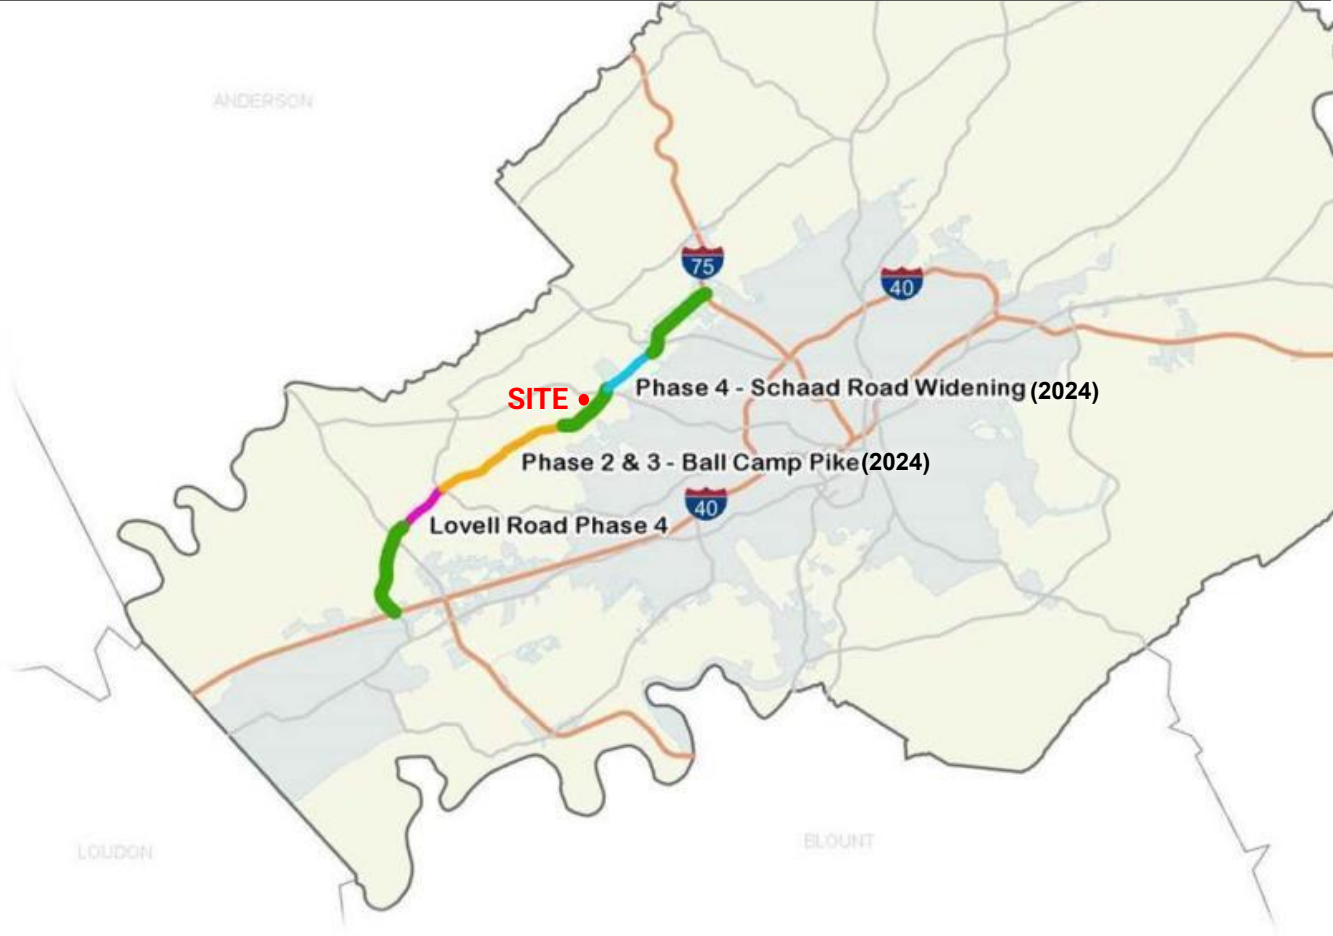 ANDERSON
75
40
SITE
Phase 4 - Schaad Road Widening (2024)
Phase 2 & 3 - Ball Camp Pike (2024)
40
Lovell Road Phase 4
BLOUNT
LOUDON